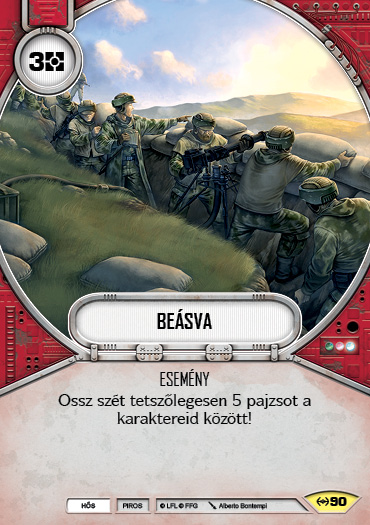 3
BEÁSVA
ESEMÉNY
Ossz szét tetszőlegesen 5 pajzsot a
karaktereid között!
HŐS PIROS © LFL © FFG Alberto Bontempi 90